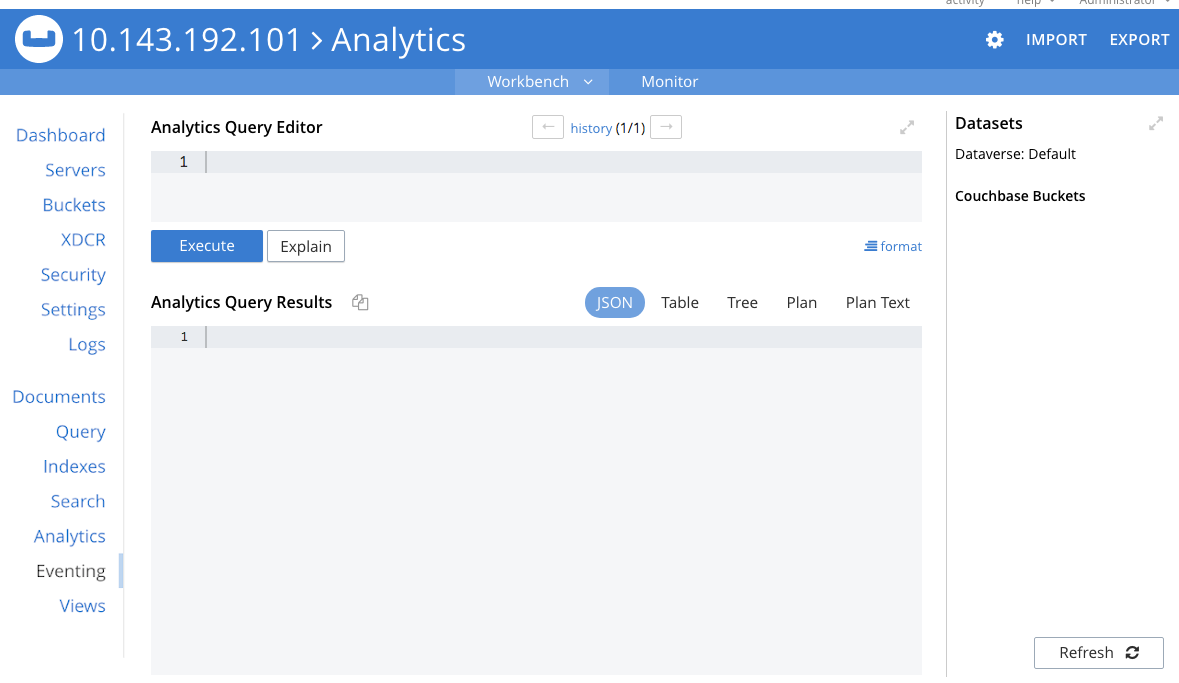 activity help Administrator
10.143.192.101 > Analytics
IMPORT EXPORT
Workbench Monitor
Dashboard
Servers
Buckets
XDCR
Security
Settings
Logs
Documents
Query
Indexes
Search
Analytics
Eventing
Views
Analytics Query Editor
← history (1/1) →
1
Execute Explain
format
Analytics Query Results
JSON Table Tree Plan Plan Text
1
Datasets
Dataverse: Default
Couchbase Buckets
Refresh